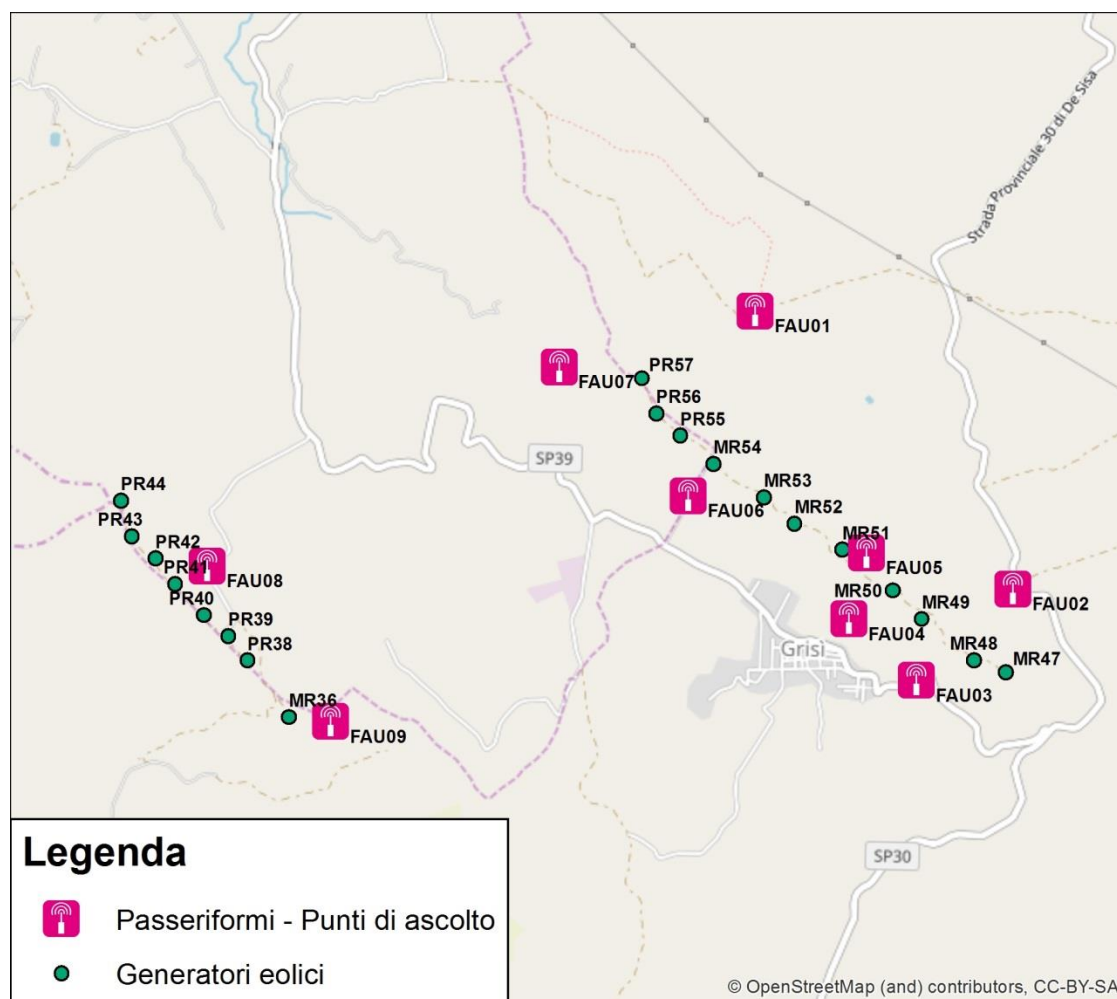 Strada Provinciale 30 di De Sisa
FAU01
PR57
FAU07
PR56
PR55
MR54
SP39
MR53
PR44
FAU06
MR52
PR43
MR51
PR42
FAU05
PR41
FAU08
MR50
FAU02
PR40
MR49
FAU04
PR39
Grisì
PR38
MR48
MR47
FAU03
MR36
FAU09
SP30
Legenda
Passeriformi - Punti di ascolto
Generatori eolici
© OpenStreetMap (and) contributors, CC-BY-SA